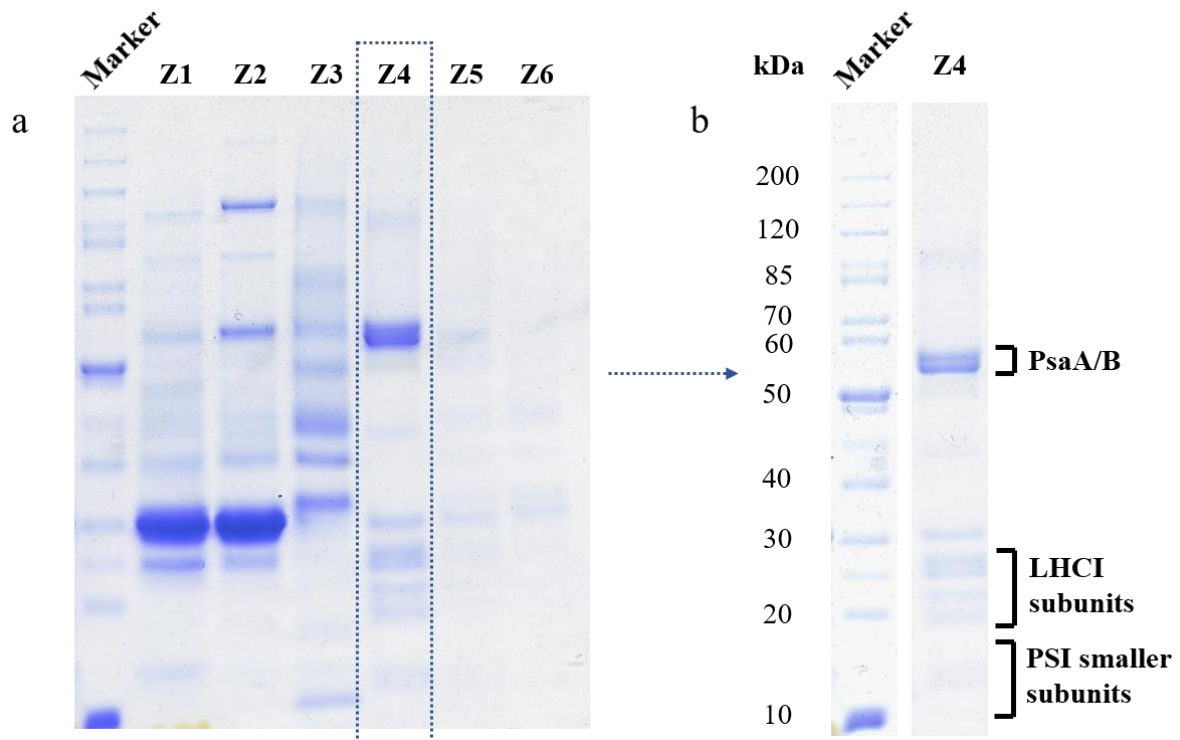 a
Marker
Z1
Z2
Z3
Z4
Z5
Z6
b
kDa
Marker
Z4
200
120
85
70
60
50
40
30
20
10
PsaA/B
LHCI
subunits
PSI smaller
subunits